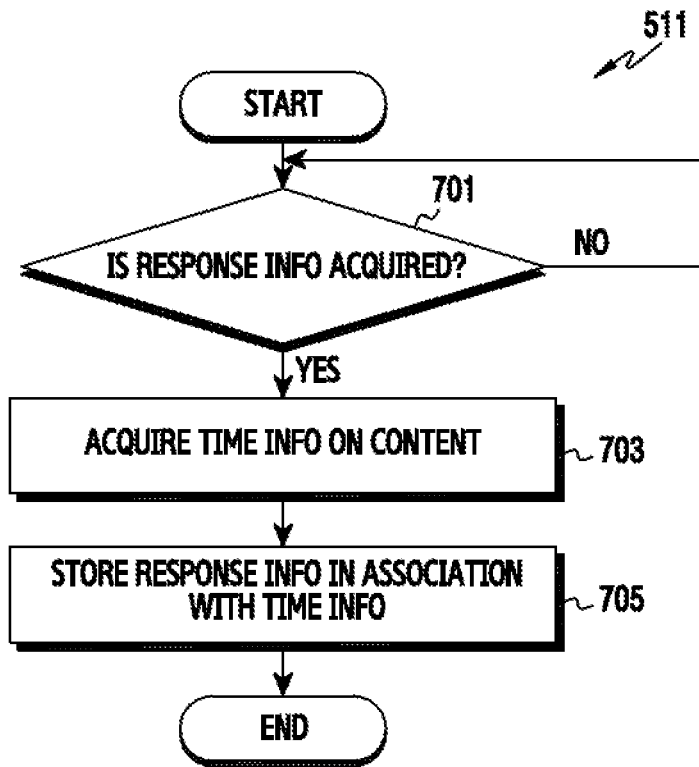 511
START
701
IS RESPONSE INFO ACQUIRED?
NO
YES
ACQUIRE TIME INFO ON CONTENT
703
STORE RESPONSE INFO IN ASSOCIATION
WITH TIME INFO
705
END